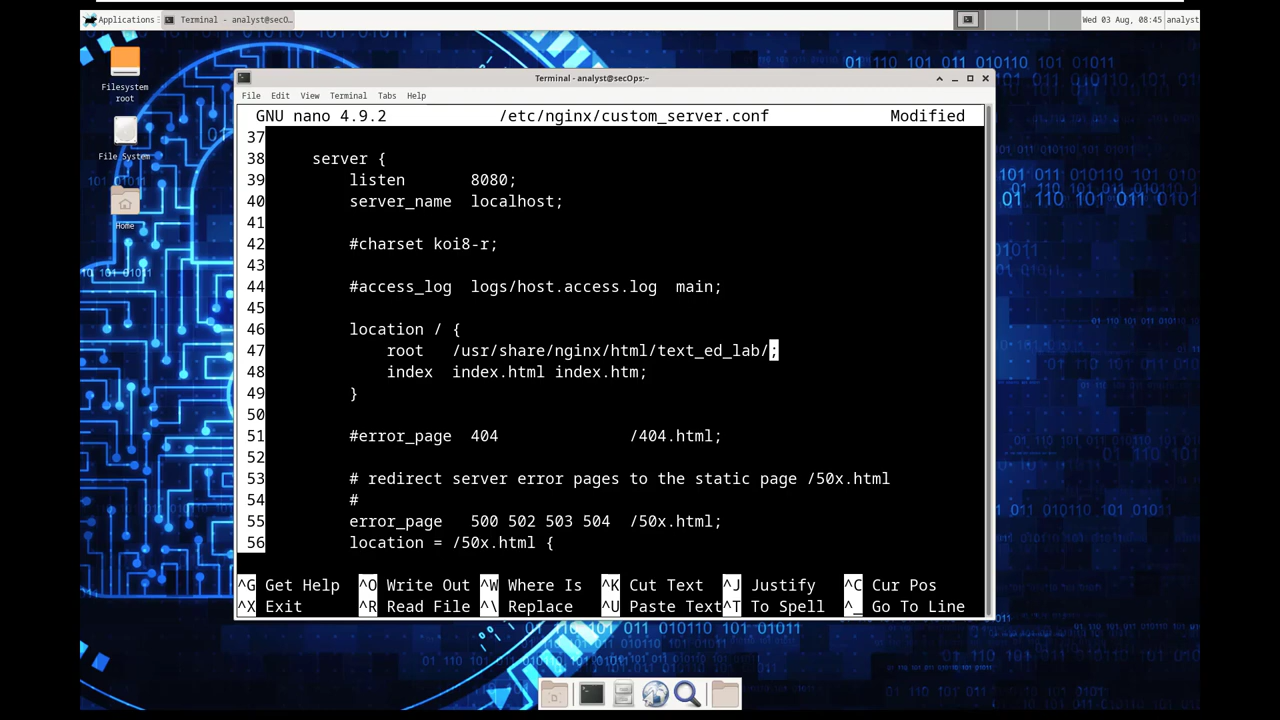 Applications
Terminal - analyst@secO...
Wed 03 Aug, 08:45
analyst
Filesystem
root
File System
Home
Terminal - analyst@secOps:~
File Edit View Terminal Tabs Help
GNU nano 4.9.2 /etc/nginx/custom_server.conf Modified
37
38 server {
39 listen 8080;
40 server_name localhost;
41
42 #charset koi8-r;
43
44 #access_log logs/host.access.log main;
45
46 location / {
47 root /usr/share/nginx/html/text_ed_lab/;
48 index index.html index.htm;
49 }
50
51 #error_page 404 /404.html;
52
53 # redirect server error pages to the static page /50x.html
54 #
55 error_page 500 502 503 504 /50x.html;
56 location = /50x.html {
^G Get Help ^O Write Out ^W Where Is ^K Cut Text ^J Justify ^C Cur Pos
^X Exit ^R Read File ^\ Replace ^U Paste Text ^T To Spell ^_ Go To Line